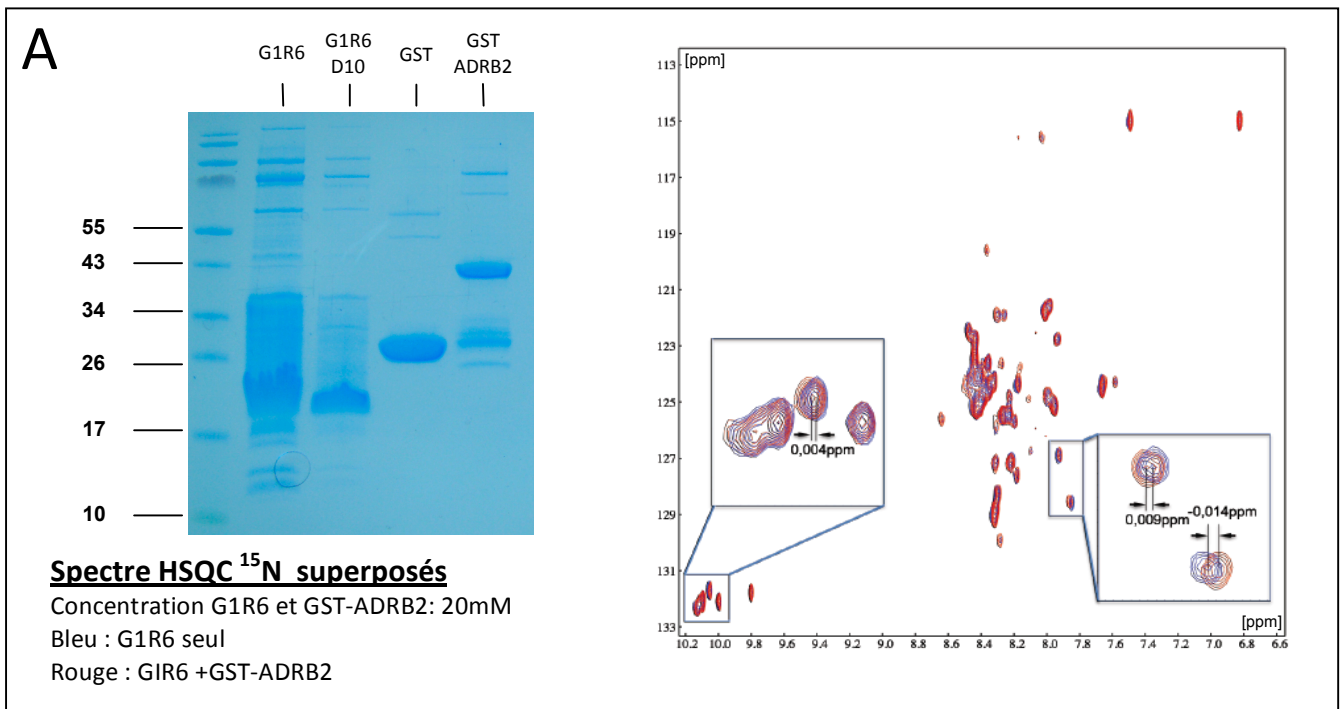 A
G1R6
G1R6
D10
GST
GST
ADRB2
55
43
34
26
17
10
Spectre HSQC ¹⁵N superposés
Concentration G1R6 et GST-ADRB2: 20mM
Bleu : G1R6 seul
Rouge : GIR6 +GST-ADRB2
[ppm]
113
115
117
119
121
123
125
127
129
131
133
0,004ppm
0,009ppm
-0,014ppm
[ppm]
10.2 10.0 9.8 9.6 9.4 9.2 9.0 8.8 8.6 8.4 8.2 8.0 7.8 7.6 7.4 7.2 7.0 6.8 6.6